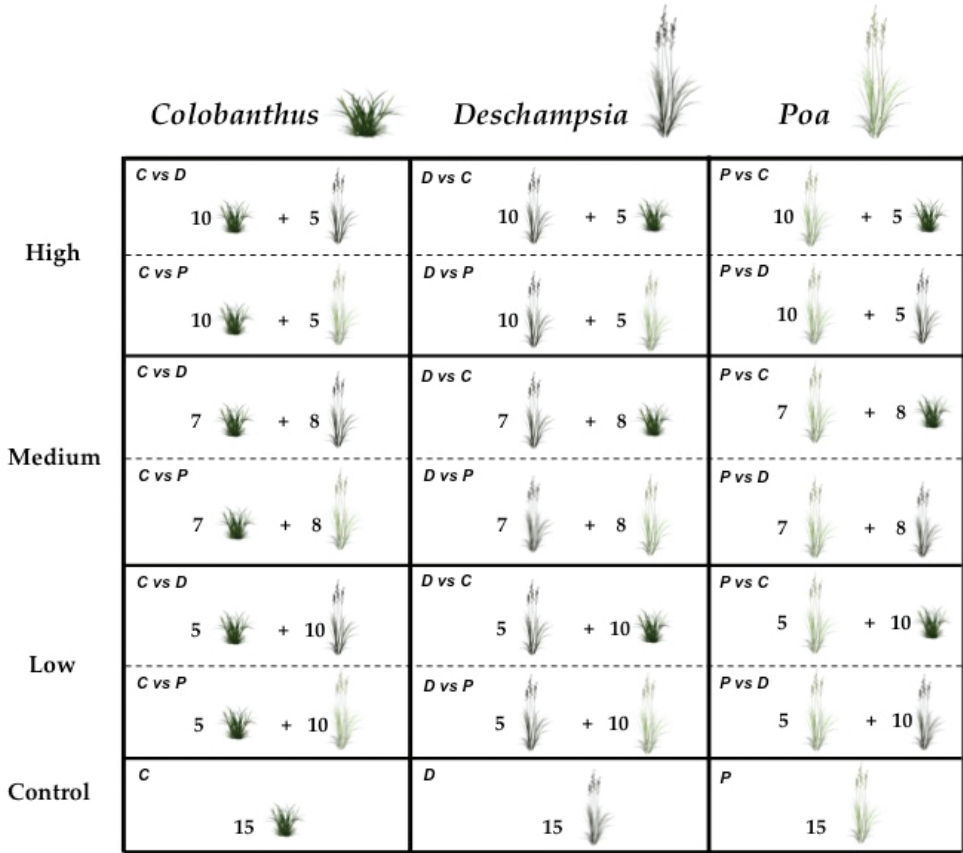 Colobanthus Deschampsia Poa
High
C vs D D vs C P vs C
10 + 5 10 + 5 10 + 5
C vs P D vs P P vs D
10 + 5 10 + 5 10 + 5
Medium
C vs D D vs C P vs C
7 + 8 7 + 8 7 + 8
C vs P D vs P P vs D
7 + 8 7 + 8 7 + 8
Low
C vs D D vs C P vs C
5 + 10 5 + 10 5 + 10
C vs P D vs P P vs D
5 + 10 5 + 10 5 + 10
Control
C D P
15 15 15